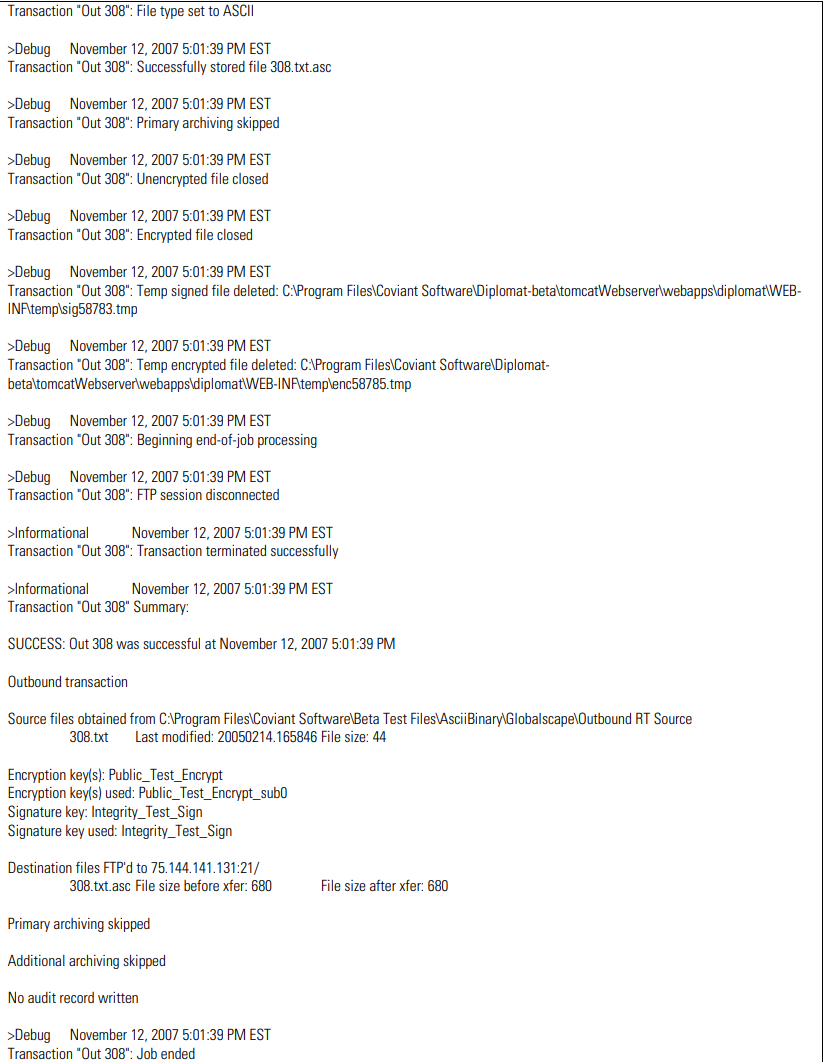 Transaction "Out 308": File type set to ASCII
>Debug November 12, 2007 5:01:39 PM EST
Transaction "Out 308": Successfully stored file 308.txt.asc
>Debug November 12, 2007 5:01:39 PM EST
Transaction "Out 308": Primary archiving skipped
>Debug November 12, 2007 5:01:39 PM EST
Transaction "Out 308": Unencrypted file closed
>Debug November 12, 2007 5:01:39 PM EST
Transaction "Out 308": Encrypted file closed
>Debug November 12, 2007 5:01:39 PM EST
Transaction "Out 308": Temp signed file deleted: C:\Program Files\Coviant Software\Diplomat-beta\tomcatWebserver\webapps\diplomat\WEB-
INF\temp\sig58783.tmp
>Debug November 12, 2007 5:01:39 PM EST
Transaction "Out 308": Temp encrypted file deleted: C:\Program Files\Coviant Software\Diplomat-
beta\tomcatWebserver\webapps\diplomat\WEB-INF\temp\enc58785.tmp
>Debug November 12, 2007 5:01:39 PM EST
Transaction "Out 308": Beginning end-of-job processing
>Debug November 12, 2007 5:01:39 PM EST
Transaction "Out 308": FTP session disconnected
>Informational November 12, 2007 5:01:39 PM EST
Transaction "Out 308": Transaction terminated successfully
>Informational November 12, 2007 5:01:39 PM EST
Transaction "Out 308" Summary:
SUCCESS: Out 308 was successful at November 12, 2007 5:01:39 PM
Outbound transaction
Source files obtained from C:\Program Files\Coviant Software\Beta Test Files\AsciiBinary\Globalscape\Outbound RT Source
308.txt Last modified: 20050214.165846 File size: 44
Encryption key(s): Public_Test_Encrypt
Encryption key(s) used: Public_Test_Encrypt_sub0
Signature key: Integrity_Test_Sign
Signature key used: Integrity_Test_Sign
Destination files FTP'd to 75.144.141.131:21/
308.txt.asc File size before xfer: 680 File size after xfer: 680
Primary archiving skipped
Additional archiving skipped
No audit record written
>Debug November 12, 2007 5:01:39 PM EST
Transaction "Out 308": Job ended